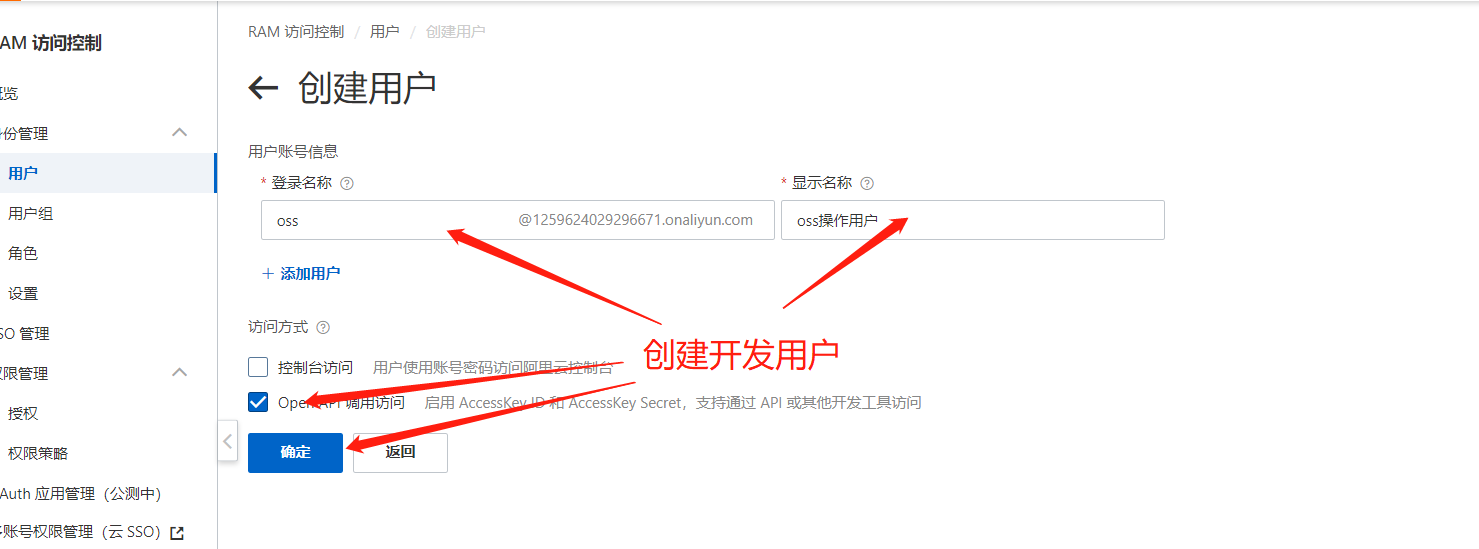 RAM 访问控制 / 用户 / 创建用户
AM 访问控制
创建用户
概览
份管理
用户
用户组
角色
设置
SO 管理
权限管理
授权
权限策略
Auth 应用管理（公测中）
账号权限管理（云 SSO）
用户账号信息
* 登录名称
* 显示名称
oss @1259624029296671.onaliyun.com
oss操作用户
+ 添加用户
访问方式
创建开发用户
控制台访问 用户使用账号密码访问阿里云控制台
Open API 调用访问 启用 AccessKey ID 和 AccessKey Secret，支持通过 API 或其他开发工具访问
确定
返回